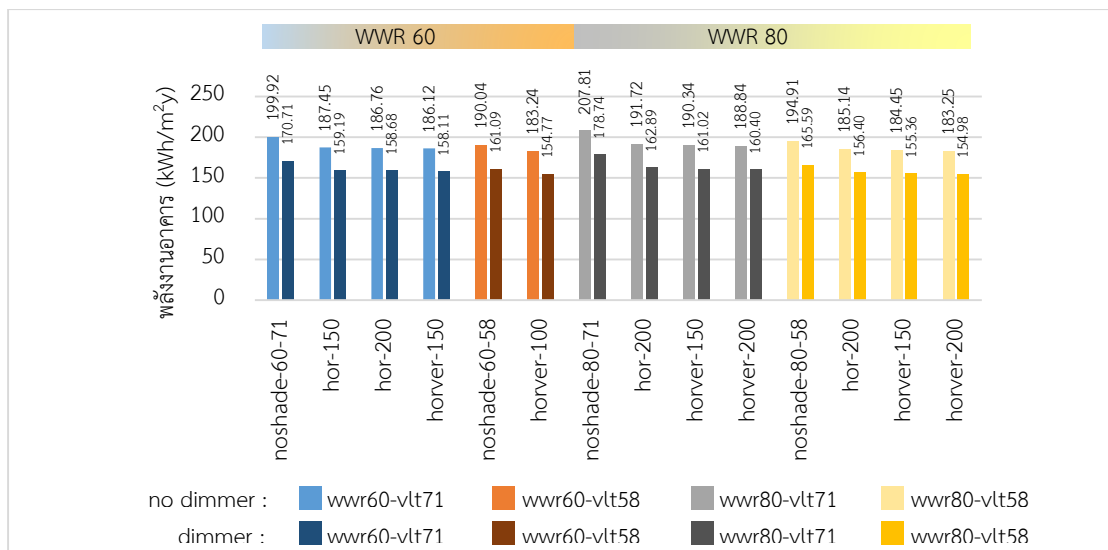 WWR 60 WWR 80
199.92 170.71 187.45 159.19 186.76 158.68 186.12 158.11 190.04 161.09 183.24 154.77 207.81 178.74 191.72 162.89 190.34 161.02 188.84 160.40 194.91 165.59 185.14 156.40 184.45 155.36 183.25 154.98
พลังงานอาคาร (kWh/m²y)
250
200
150
100
50
0
noshade-60-71 hor-150 hor-200 horver-150 noshade-60-58 horver-100 noshade-80-71 hor-200 horver-150 horver-200 noshade-80-58 hor-200 horver-150 horver-200
no dimmer : wwr60-vlt71 wwr60-vlt58 wwr80-vlt71 wwr80-vlt58
dimmer : wwr60-vlt71 wwr60-vlt58 wwr80-vlt71 wwr80-vlt58